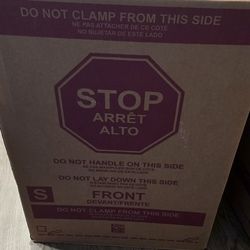 DO NOT CLAMP FROM THIS SIDE
NE PAS ATTACHER DE CE CÔTÉ
NO SUJETAR DE ESTE LADO
STOP
ARRÊT
ALTO
DO NOT HANDLE ON THIS SIDE
DO NOT LAY DOWN THIS SIDE
S
FRONT
DEVANT/FRENTE
DO NOT CLAMP FROM THIS SIDE